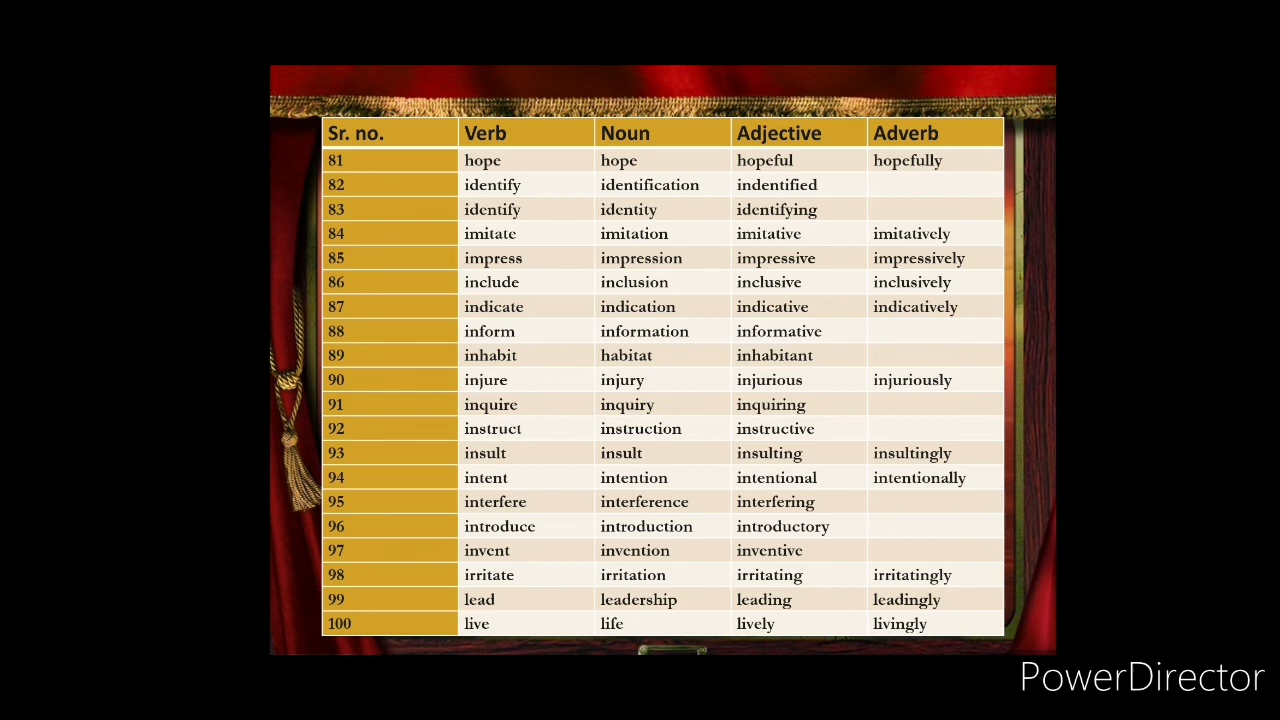 Sr. no. Verb Noun Adjective Adverb
81 hope hope hopeful hopefully
82 identify identification indentified
83 identify identity identifying
84 imitate imitation imitative imitatively
85 impress impression impressive impressively
86 include inclusion inclusive inclusively
87 indicate indication indicative indicatively
88 inform information informative
89 inhabit habitat inhabitant
90 injure injury injurious injuriously
91 inquire inquiry inquiring
92 instruct instruction instructive
93 insult insult insulting insultingly
94 intent intention intentional intentionally
95 interfere interference interfering
96 introduce introduction introductory
97 invent invention inventive
98 irritate irritation irritating irritatingly
99 lead leadership leading leadingly
100 live life lively livingly
PowerDirector